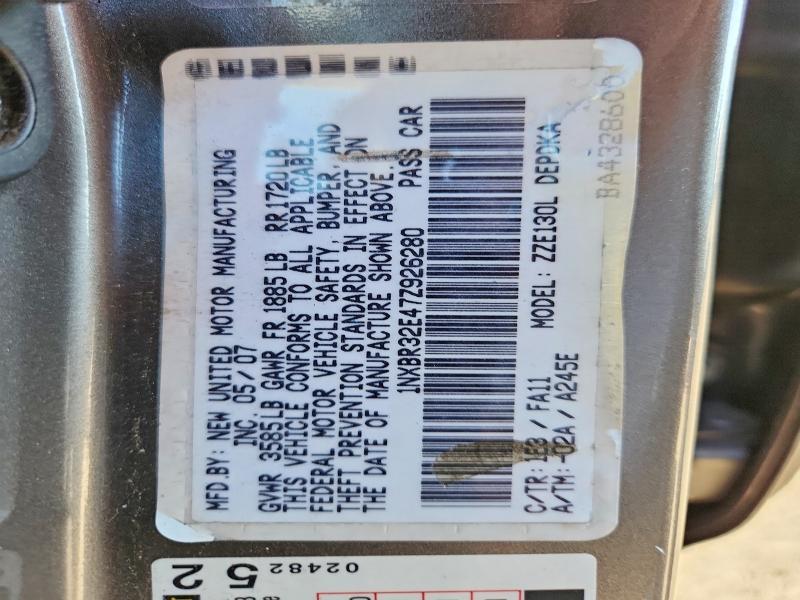 MFD.BY: NEW UNITED MOTOR MANUFACTURING
INC. 05/07
GVWR 3585LB GAWR FR 1885LB RR 1720LB
THIS VEHICLE CONFORMS TO ALL APPLICABLE
FEDERAL MOTOR VEHICLE SAFETY, BUMPER, AND
THEFT PREVENTION STANDARDS IN EFFECT ON
THE DATE OF MANUFACTURE SHOWN ABOVE.
1NXBR32E47Z926280 PASS CAR
C/TR: / FA11 MODEL: ZZE130L DEPDKA
A/TM: -02A / A245E
02482
2 5